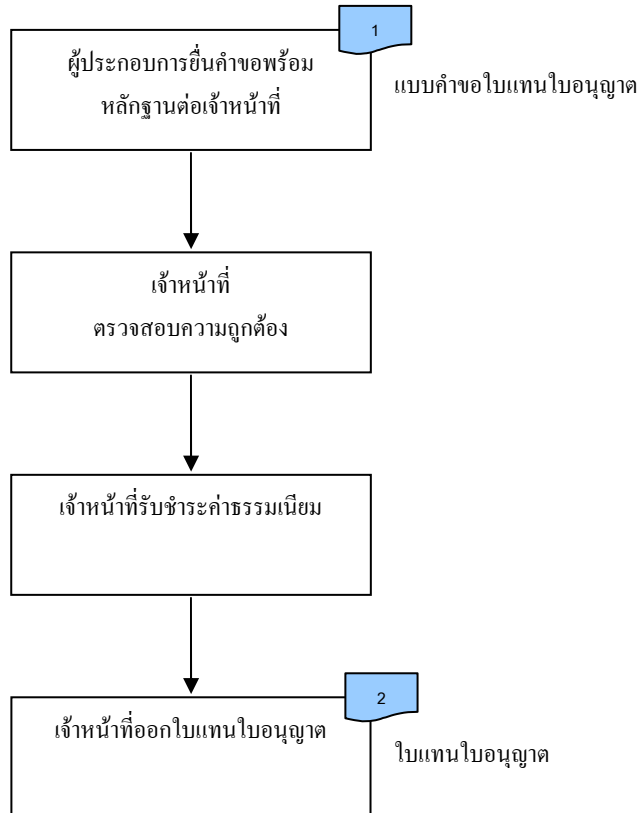 1
ผู้ประกอบการยื่นคำขอพร้อม
หลักฐานต่อเจ้าหน้าที่
แบบคำขอใบแทนใบอนุญาต
เจ้าหน้าที่
ตรวจสอบความถูกต้อง
เจ้าหน้าที่รับชำระค่าธรรมเนียม
2
เจ้าหน้าที่ออกใบแทนใบอนุญาต
ใบแทนใบอนุญาต